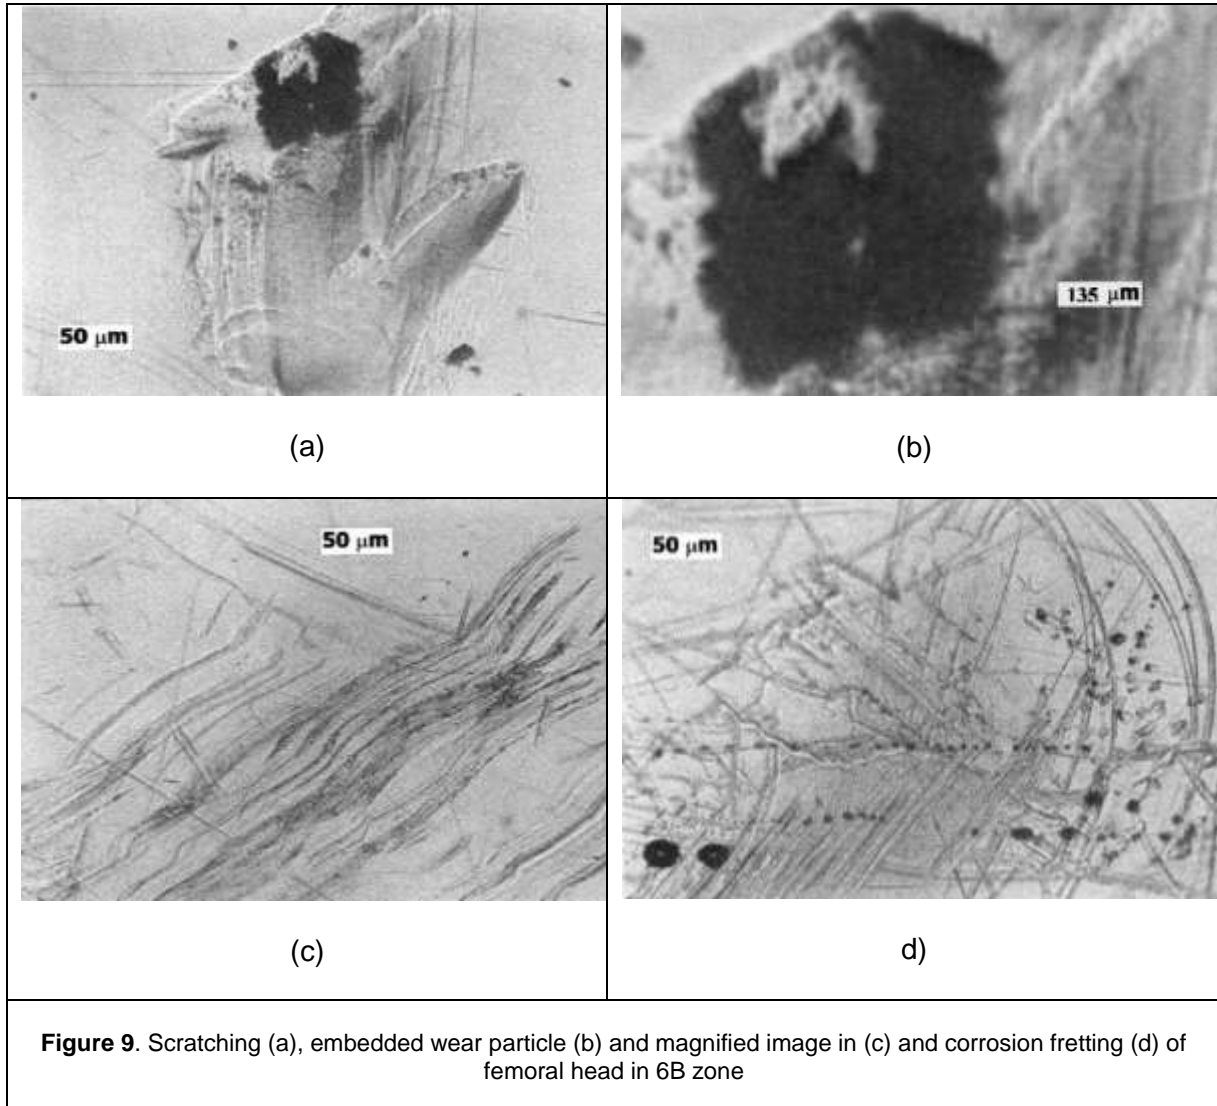 50 μm
135 μm
(a)
(b)
50 μm
50 μm
(c)
d)
Figure 9. Scratching (a), embedded wear particle (b) and magnified image in (c) and corrosion fretting (d) of
femoral head in 6B zone